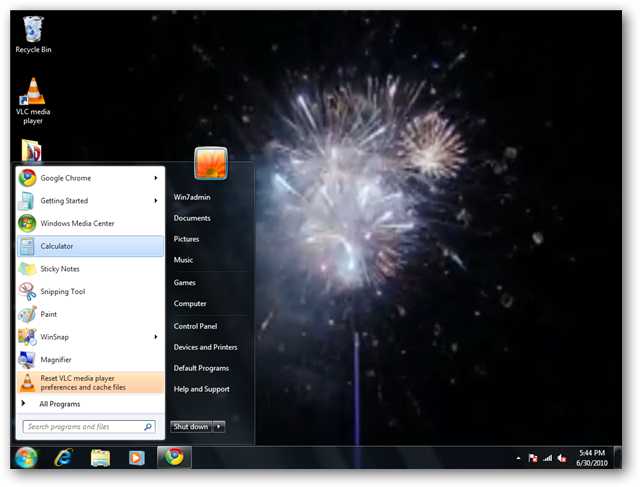 Recycle Bin
VLC media
player
Google Chrome
Getting Started
Windows Media Center
Calculator
Sticky Notes
Snipping Tool
Paint
WinSnap
Magnifier
Reset VLC media player
preferences and cache files
All Programs
Search programs and files
Win7admin
Documents
Pictures
Music
Games
Computer
Control Panel
Devices and Printers
Default Programs
Help and Support
Shut down
5:44 PM
6/30/2010